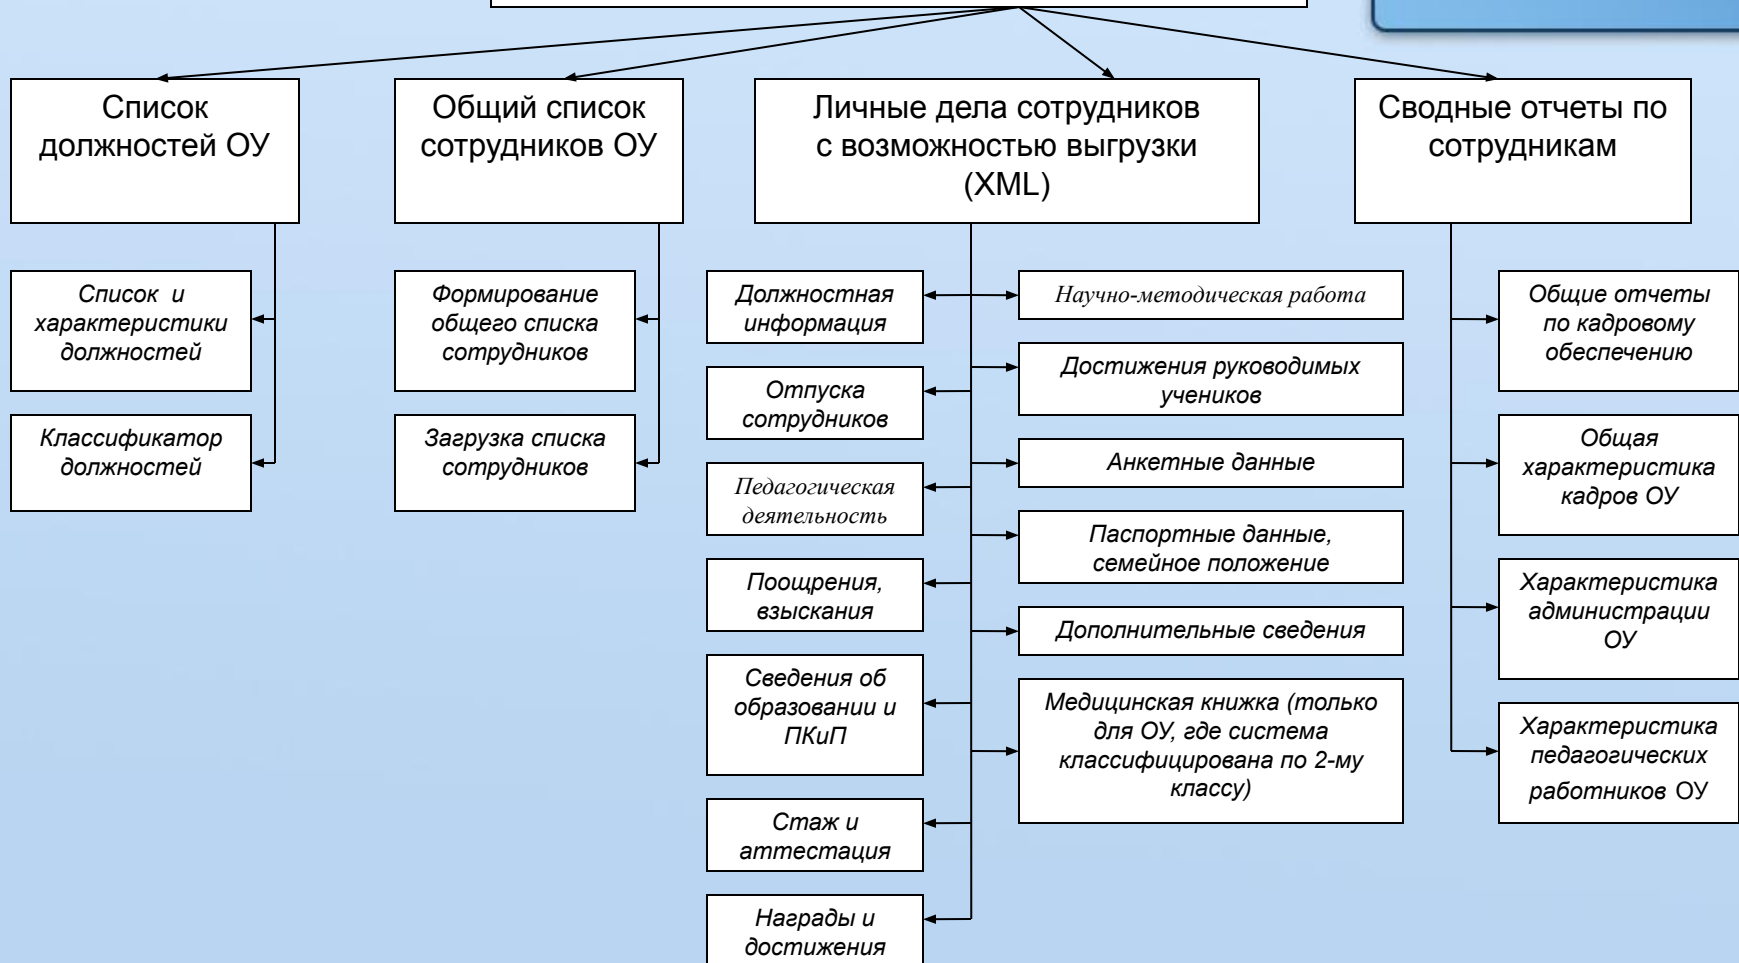 Список
должностей ОУ
Общий список
сотрудников ОУ
Личные дела сотрудников
с возможностью выгрузки
(XML)
Сводные отчеты по
сотрудникам
Список и
характеристики
должностей
Классификатор
должностей
Формирование
общего списка
сотрудников
Загрузка списка
сотрудников
Должностная
информация
Отпуска
сотрудников
Педагогическая
деятельность
Поощрения,
взыскания
Сведения об
образовании и
ПКиП
Стаж и
аттестация
Награды и
достижения
Научно-методическая работа
Достижения руководимых
учеников
Анкетные данные
Паспортные данные,
семейное положение
Дополнительные сведения
Медицинская книжка (только
для ОУ, где система
классифицирована по 2-му
классу)
Общие отчеты
по кадровому
обеспечению
Общая
характеристика
кадров ОУ
Характеристика
администрации
ОУ
Характеристика
педагогических
работников ОУ